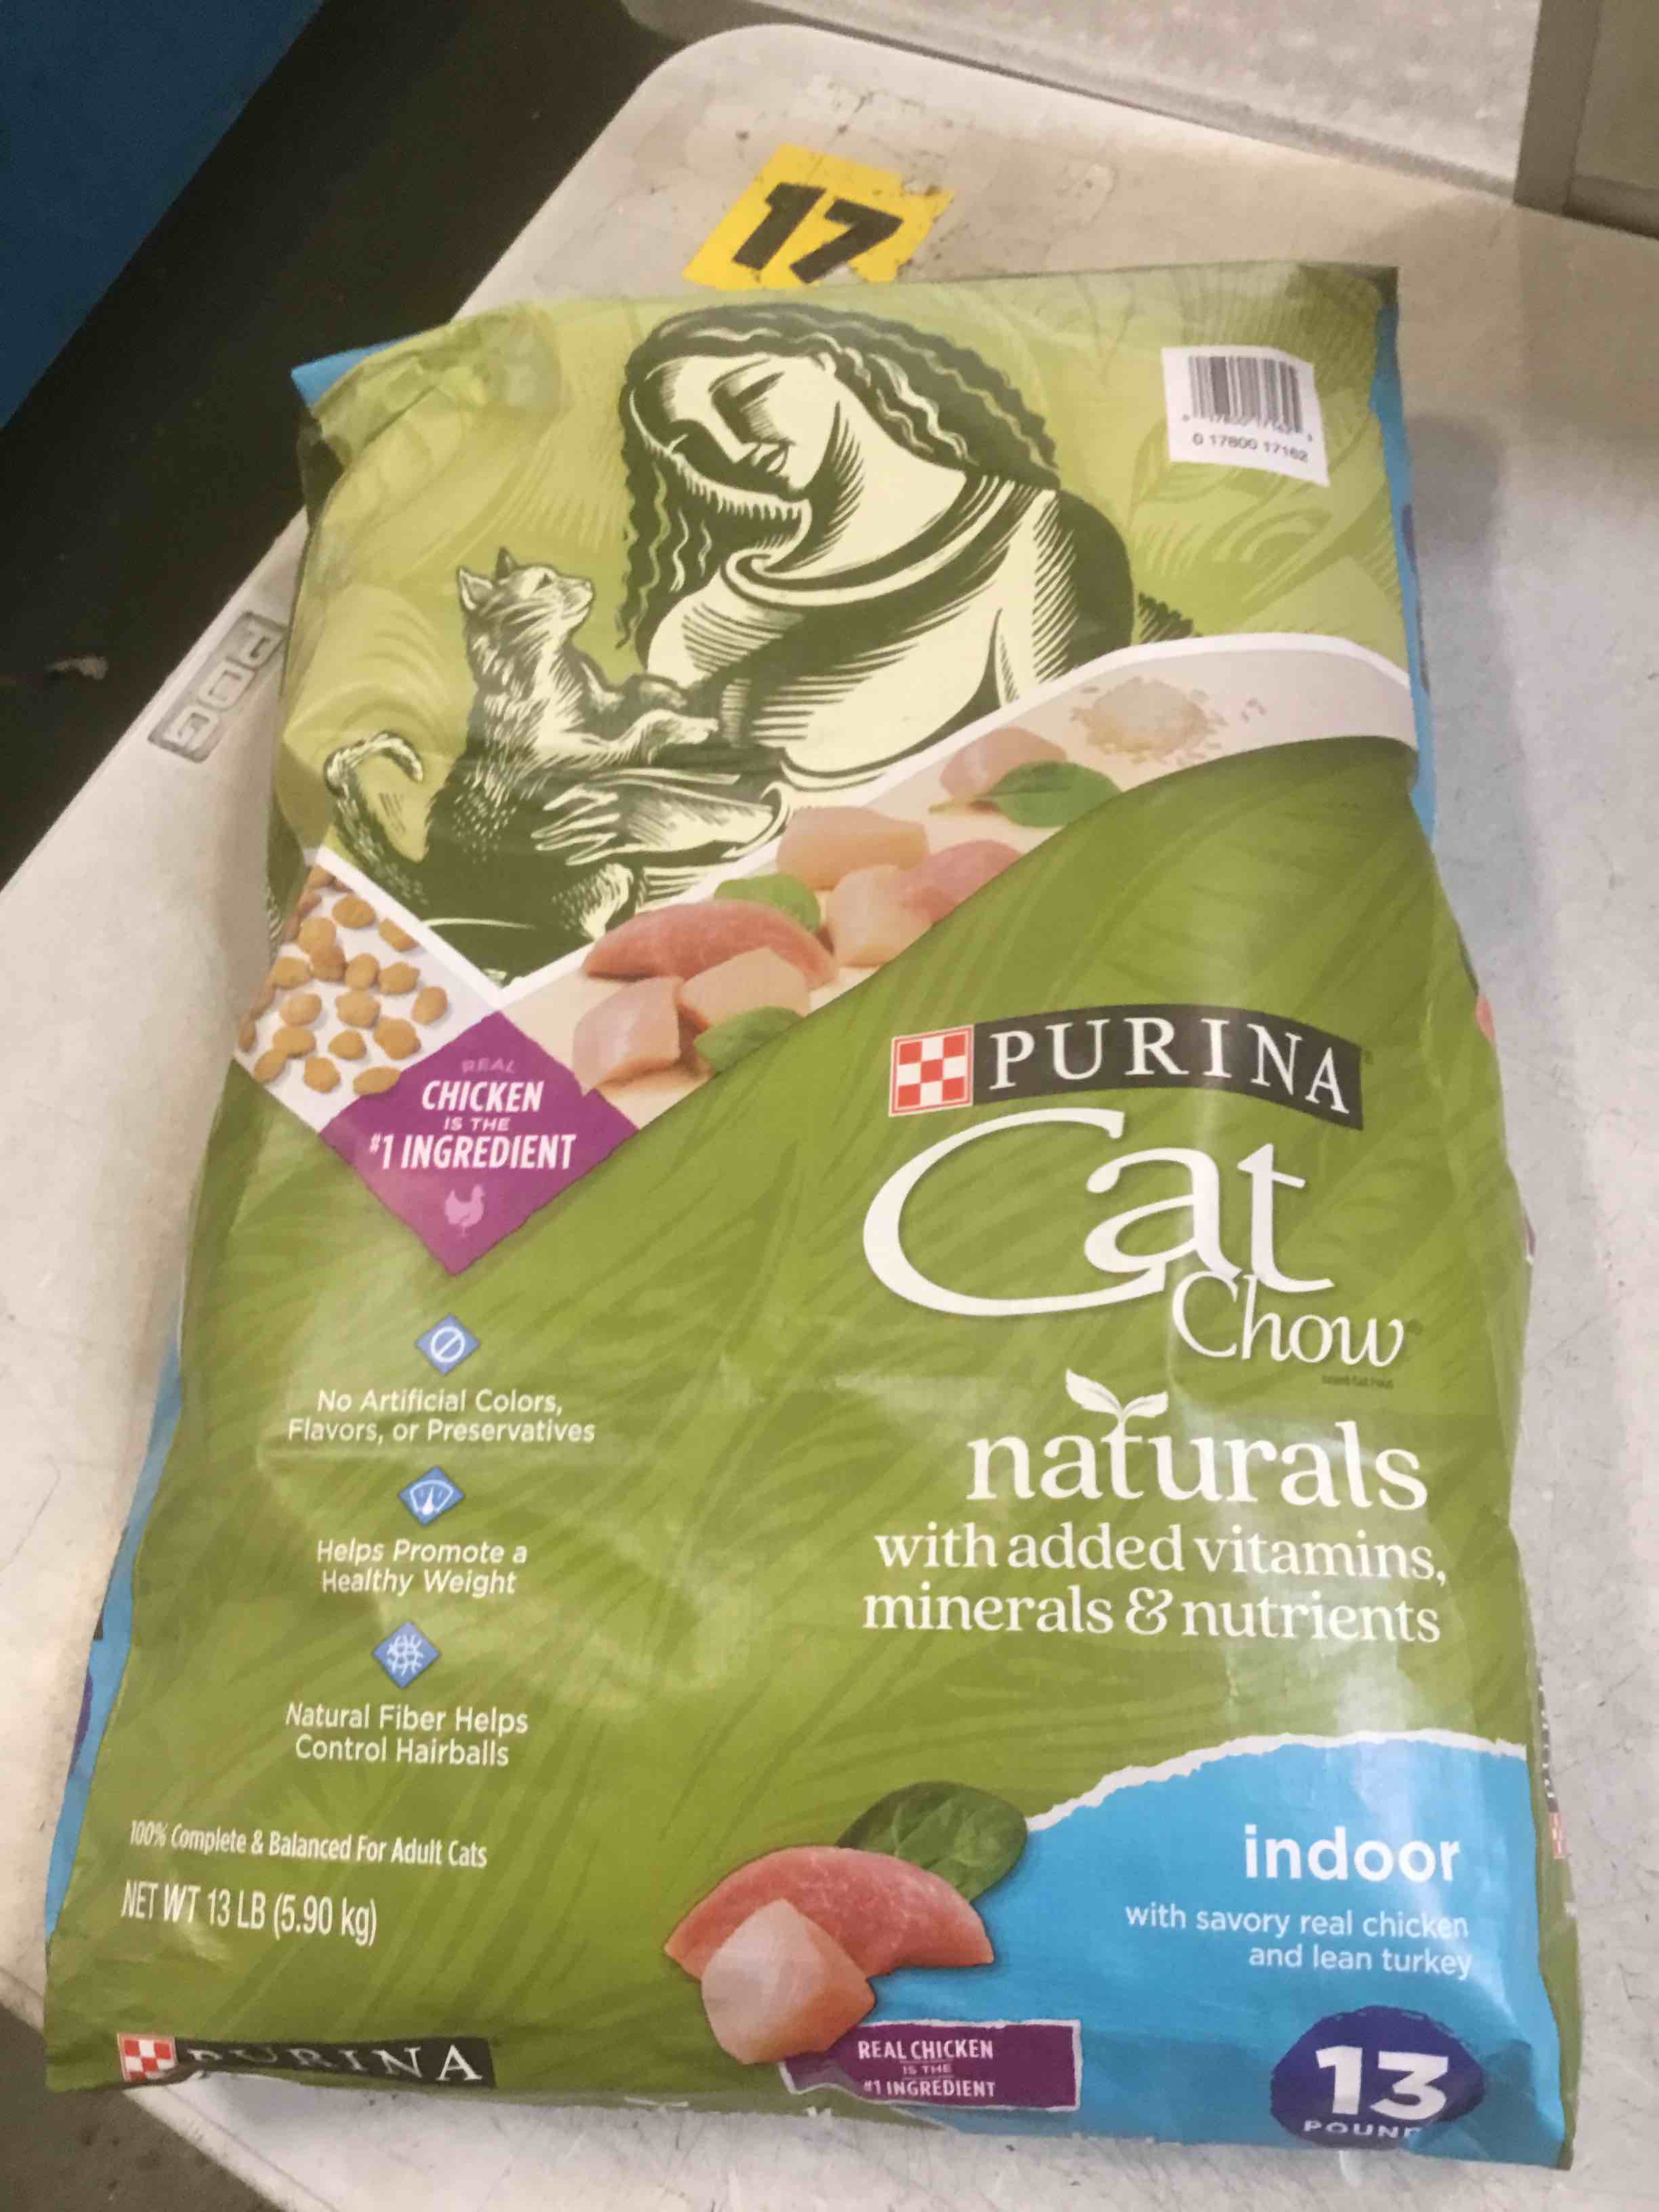 17
0 17800 17162
PDG
REAL
CHICKEN
IS THE
#1 INGREDIENT
PURINA
Cat
Chow
naturals
with added vitamins,
minerals & nutrients
No Artificial Colors,
Flavors, or Preservatives
Helps Promote a
Healthy Weight
Natural Fiber Helps
Control Hairballs
100% Complete & Balanced For Adult Cats
NET WT 13 LB (5.90 kg)
indoor
with savory real chicken
and lean turkey
PURINA
REAL CHICKEN
IS THE
#1 INGREDIENT
13
POUND